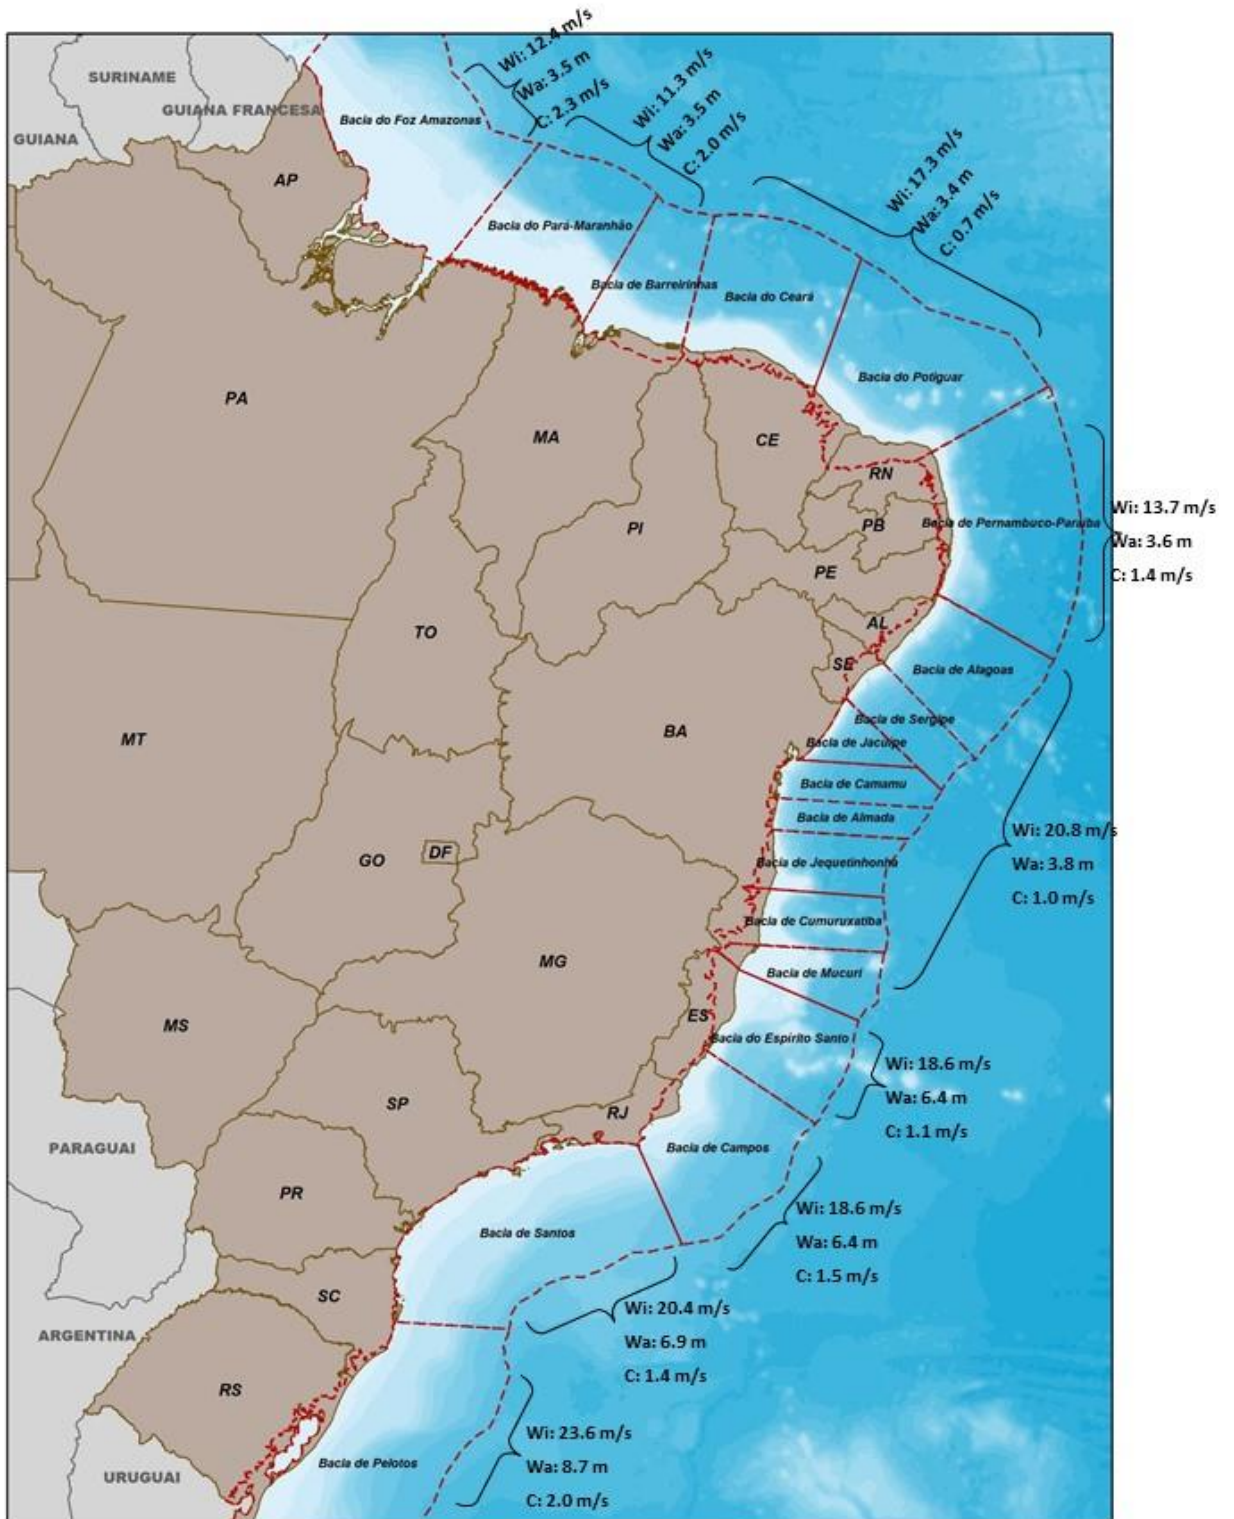 Wi: 12.4 m/s
Wa: 3.5 m
C: 2.3 m/s
Wi: 11.3 m/s
Wa: 3.5 m
C: 2.0 m/s
Wi: 17.3 m/s
Wa: 3.4 m
C: 0.7 m/s
SURINAME
GUIANA FRANCESA
GUIANA
Bacia do Foz Amazonas
AP
Bacia do Pará-Maranhão
Bacia de Barreirinhas
Bacia do Ceará
Bacia do Potiguar
PA
MA
CE
RN
PI
PB
Bacia de Pernambuco-Paraíba
Wi: 13.7 m/s
Wa: 3.6 m
C: 1.4 m/s
PE
TO
AL
SE
Bacia de Alagoas
Bacia de Sergipe
Bacia de Jacuípe
MT
BA
Bacia de Camamu
Bacia de Almada
Wi: 20.8 m/s
Wa: 3.8 m
C: 1.0 m/s
GO
DF
Bacia de Jequetinhonha
Bacia de Cumuruxatiba
MG
Bacia de Mucuri
MS
ES
Bacia do Espírito Santo
Wi: 18.6 m/s
Wa: 6.4 m
C: 1.1 m/s
SP
RJ
Bacia de Campos
PARAGUAI
PR
Bacia de Santos
Wi: 18.6 m/s
Wa: 6.4 m
C: 1.5 m/s
SC
Wi: 20.4 m/s
Wa: 6.9 m
C: 1.4 m/s
ARGENTINA
RS
Wi: 23.6 m/s
Wa: 8.7 m
C: 2.0 m/s
Bacia de Pelotos
URUGUAI